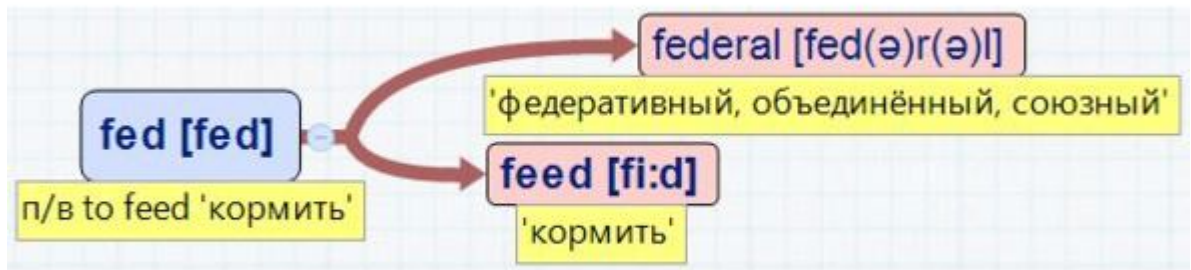 federal [fed(ə)r(ə)l]
'федеративный, объединённый, союзный'
fed [fed]
п/в to feed 'кормить'
feed [fi:d]
'кормить'